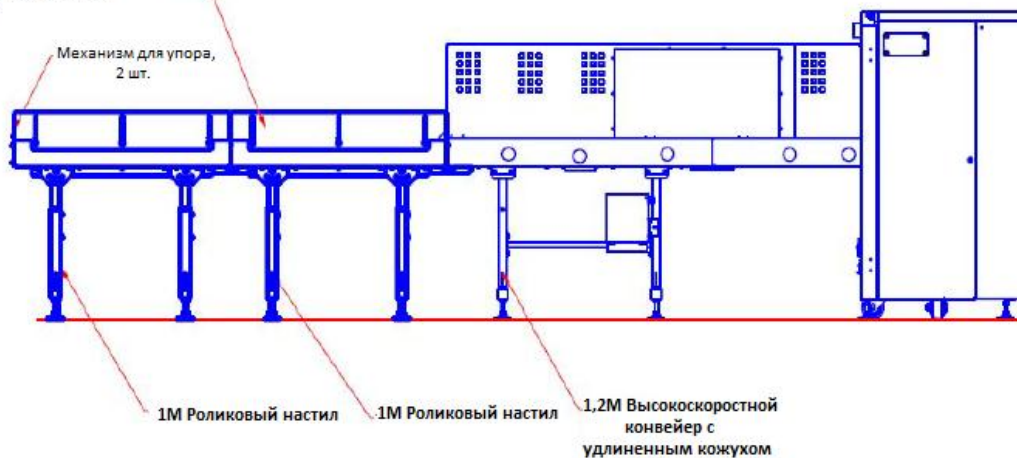 Механизм для упора,
2 шт.
1М Роликовый настил
1М Роликовый настил
1,2М Высокоскоростной
конвейер с
удлиненным кожухом